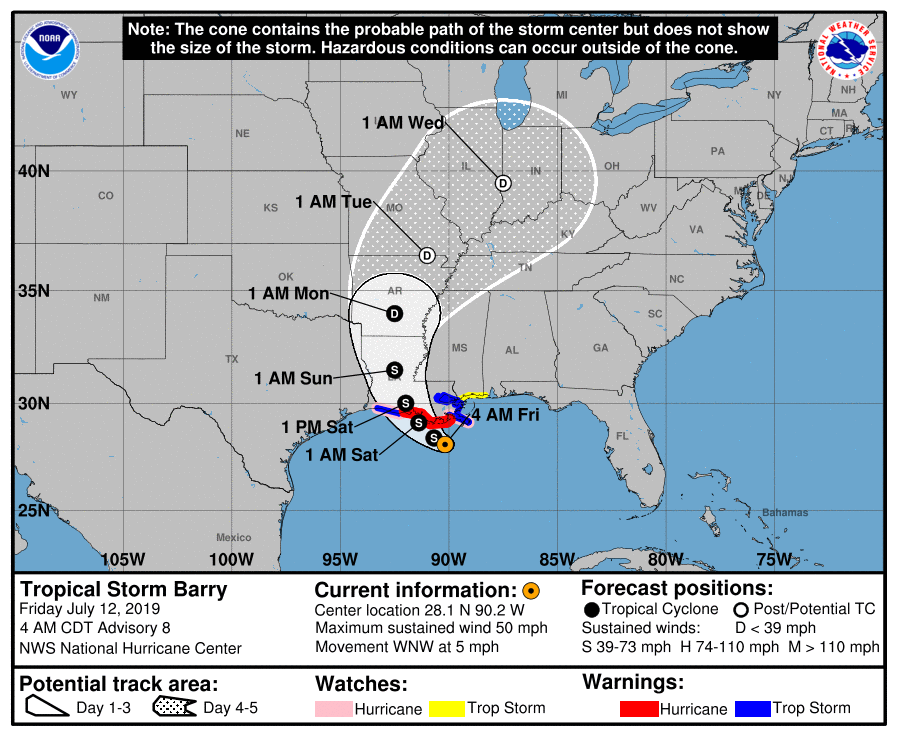 Note: The cone contains the probable path of the storm center but does not show
the size of the storm. Hazardous conditions can occur outside of the cone.
NOAA
NATIONAL WEATHER SERVICE
WY
MI
NY
NH
MA
CT
1 AM Wed
NE
PA
40N
IL
IN
OH
NJ
DE
CO
KS
1 AM Tue
MO
WV
VA
KY
OK
TN
NC
35N
1 AM Mon
AR
D
NM
SC
TX
MS
AL
GA
1 AM Sun
S
30N
1 PM Sat
S
4 AM Fri
1 AM Sat
S
S
FL
25N
Bahamas
Mexico
105W
100W
95W
90W
85W
80W
75W
Tropical Storm Barry
Friday July 12, 2019
4 AM CDT Advisory 8
NWS National Hurricane Center
Current information:
Center location 28.1 N 90.2 W
Maximum sustained wind 50 mph
Movement WNW at 5 mph
Forecast positions:
Tropical Cyclone Post/Potential TC
Sustained winds: D < 39 mph
S 39-73 mph H 74-110 mph M > 110 mph
Potential track area:
Day 1-3 Day 4-5
Watches:
Hurricane Trop Storm
Warnings:
Hurricane Trop Storm